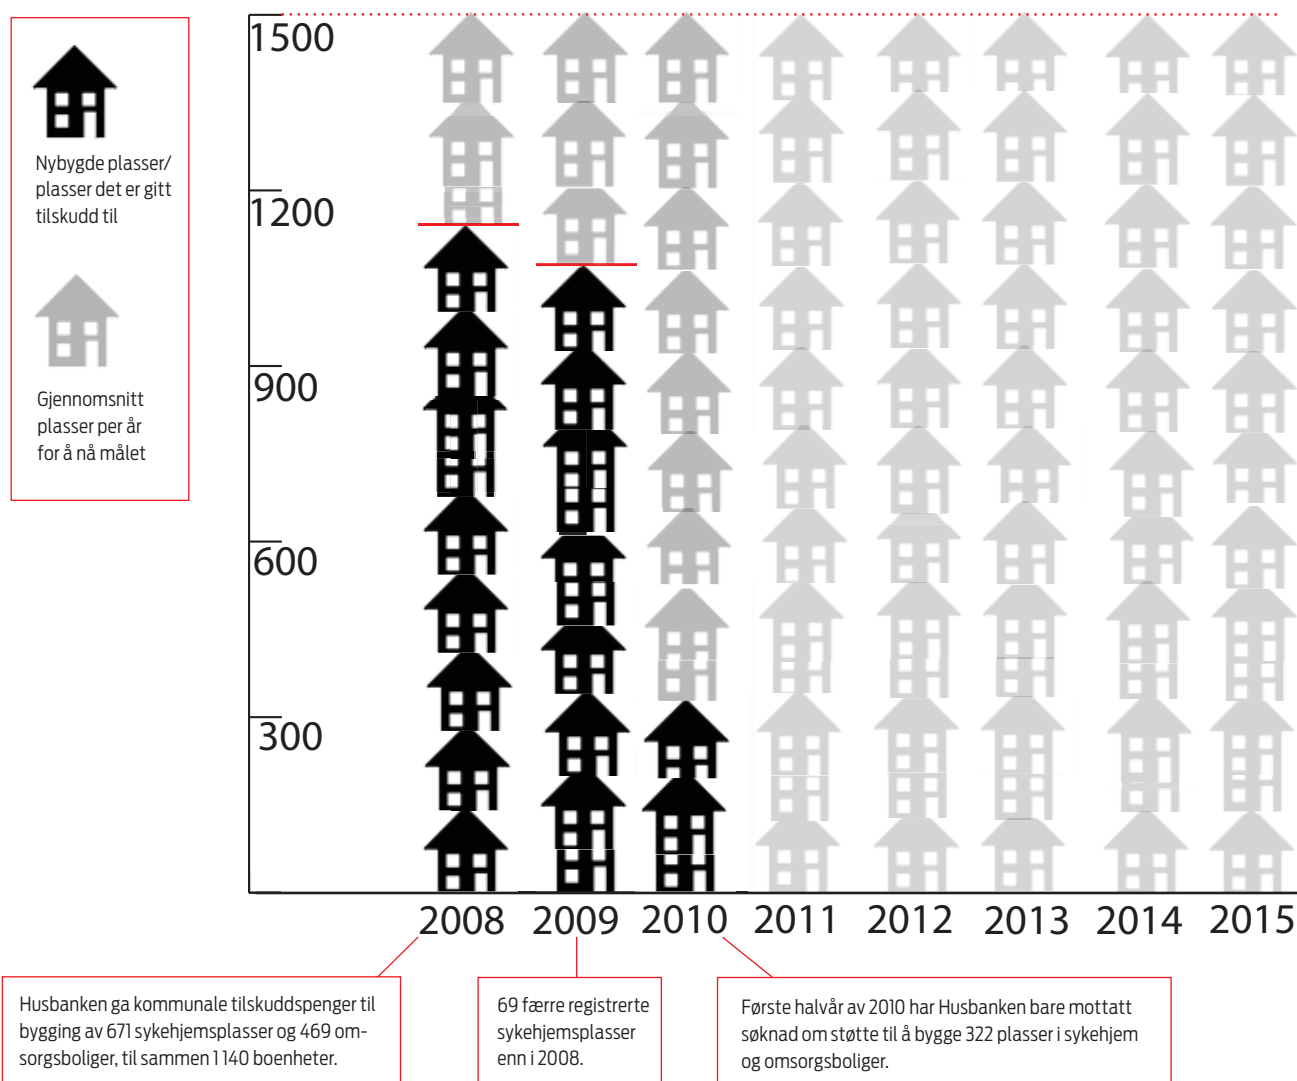 Nybygde plasser/
plasser det er gitt
tilskudd til
Gjennomsnitt
plasser per år
for å nå målet
1500
1200
900
600
300
2008 2009 2010 2011 2012 2013 2014 2015
Husbanken ga kommunale tilskuddspenger til
bygging av 671 sykehjemsplasser og 469 om-
sorgsboliger, til sammen 1 140 boenheter.
69 færre registrerte
sykehjemsplasser
enn i 2008.
Første halvår av 2010 har Husbanken bare mottatt
søknad om støtte til å bygge 322 plasser i sykehjem
og omsorgsboliger.